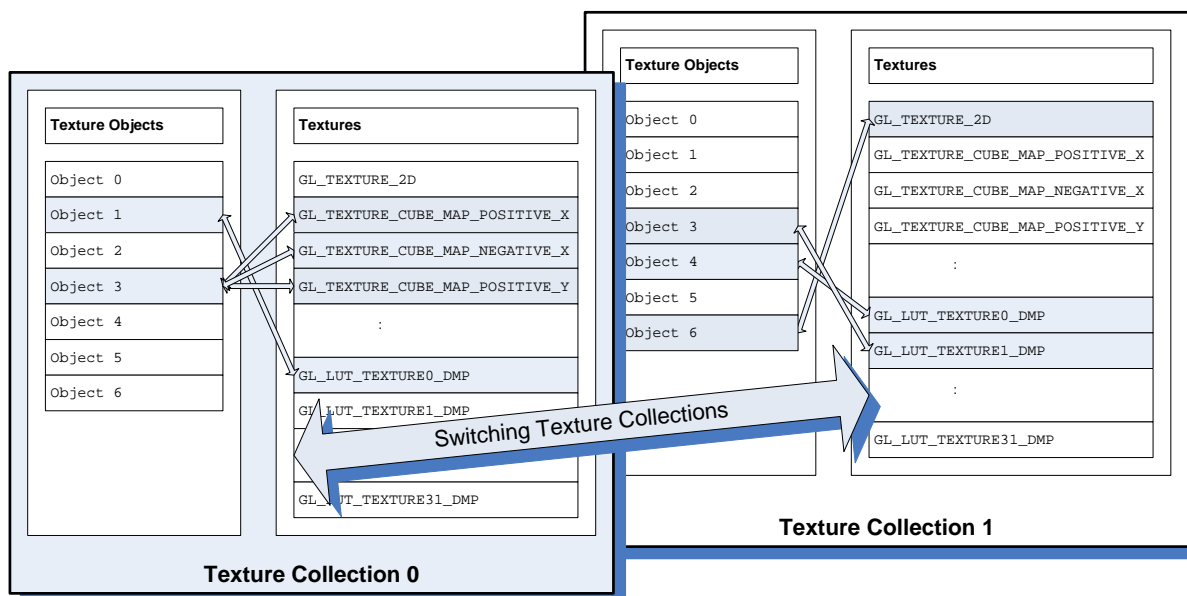 Texture Objects
Object 0
Object 1
Object 2
Object 3
Object 4
Object 5
Object 6
Textures
GL_TEXTURE_2D
GL_TEXTURE_CUBE_MAP_POSITIVE_X
GL_TEXTURE_CUBE_MAP_NEGATIVE_X
GL_TEXTURE_CUBE_MAP_POSITIVE_Y
:
GL_LUT_TEXTURE0_DMP
GL_LUT_TEXTURE1_DMP
GL_LUT_TEXTURE31_DMP
Texture Collection 0
Switching Texture Collections
Texture Objects
Object 0
Object 1
Object 2
Object 3
Object 4
Object 5
Object 6
Textures
GL_TEXTURE_2D
GL_TEXTURE_CUBE_MAP_POSITIVE_X
GL_TEXTURE_CUBE_MAP_NEGATIVE_X
GL_TEXTURE_CUBE_MAP_POSITIVE_Y
:
GL_LUT_TEXTURE0_DMP
GL_LUT_TEXTURE1_DMP
:
GL_LUT_TEXTURE31_DMP
Texture Collection 1